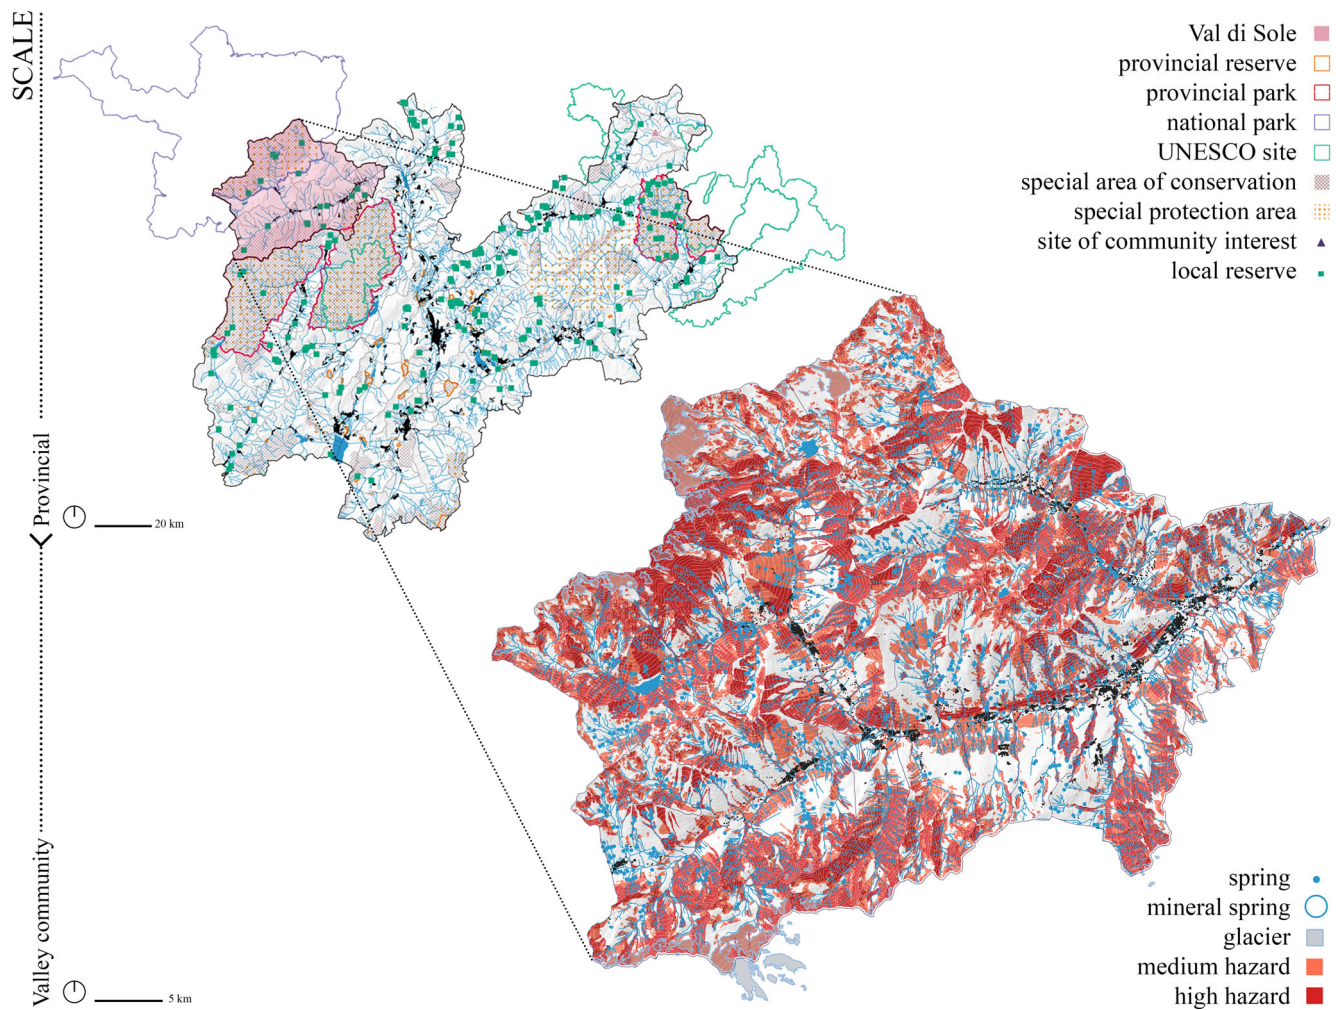 SCALE
Val di Sole
provincial reserve
provincial park
national park
UNESCO site
special area of conservation
special protection area
site of community interest
local reserve
Provincial
20 km
Valley community
5 km
spring
mineral spring
glacier
medium hazard
high hazard